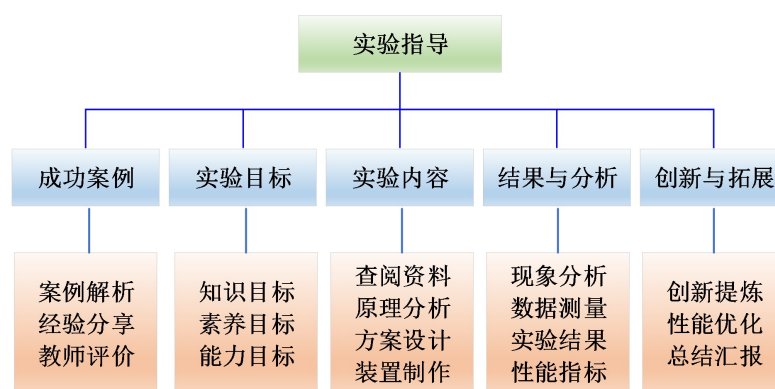 实验指导
成功案例
实验目标
实验内容
结果与分析
创新与拓展
案例解析
经验分享
教师评价
知识目标
素养目标
能力目标
查阅资料
原理分析
方案设计
装置制作
现象分析
数据测量
实验结果
性能指标
创新提炼
性能优化
总结汇报